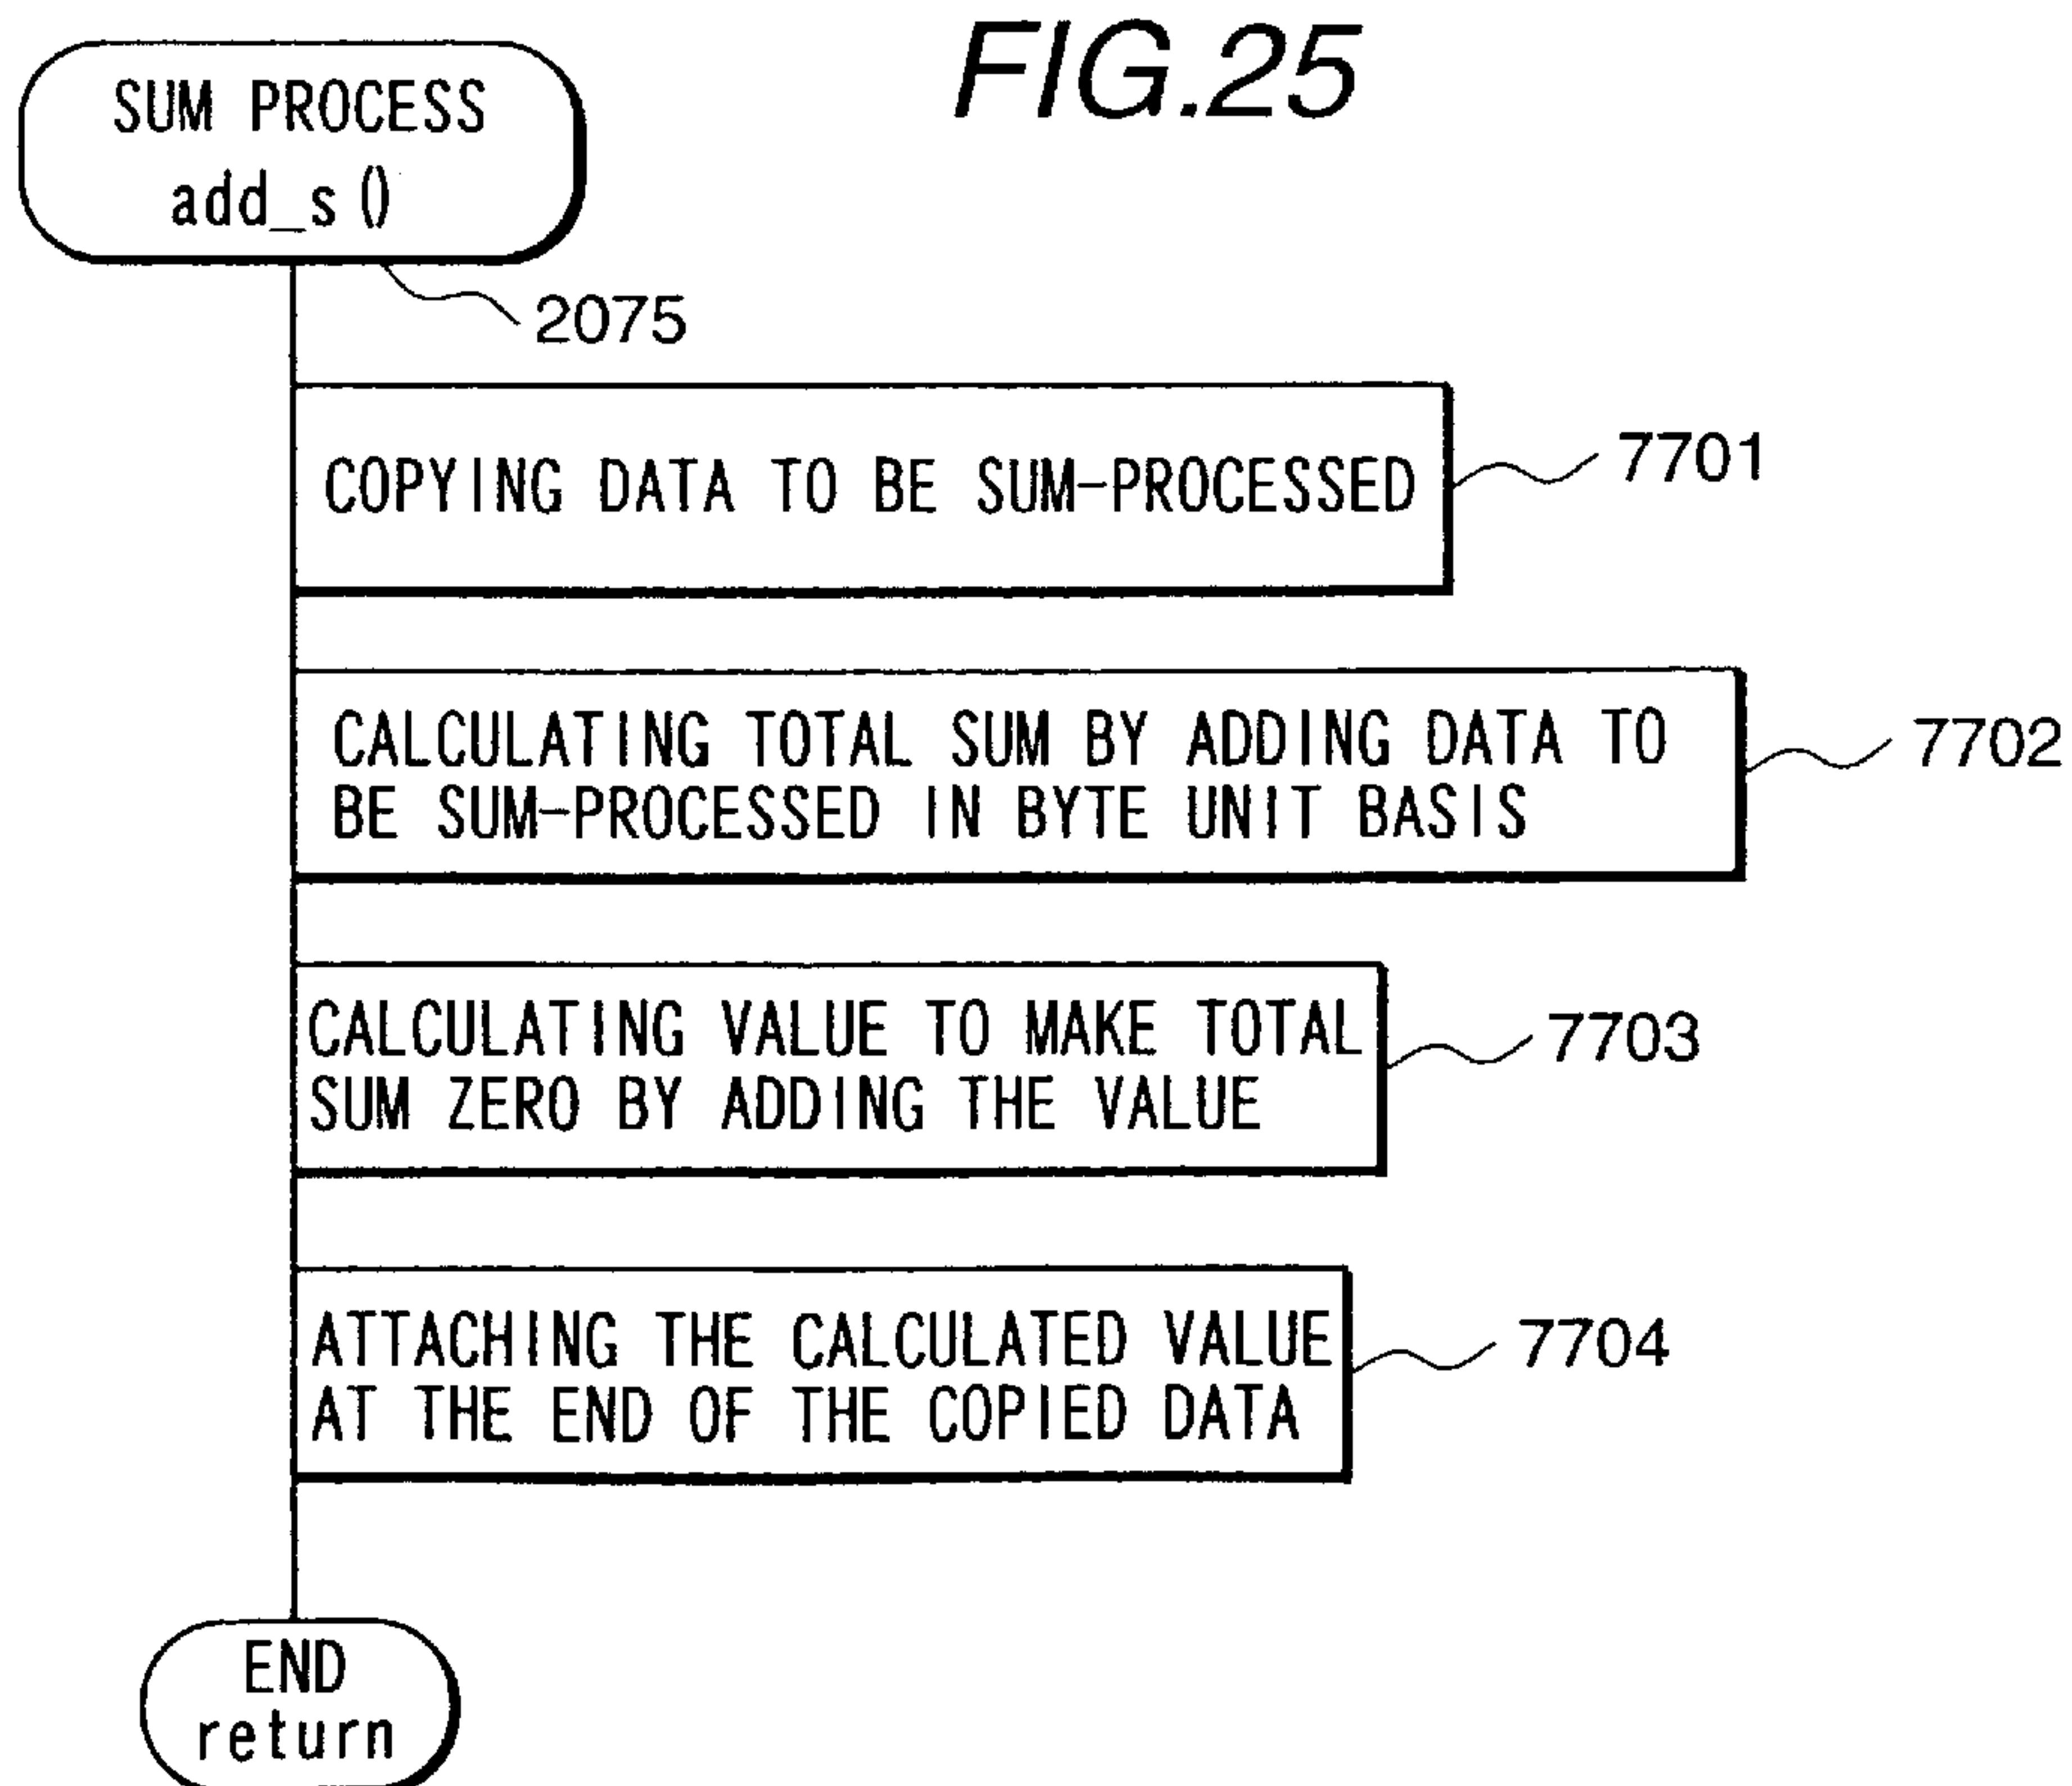 FIG.25
SUM PROCESS
add_s ()
2075
COPYING DATA TO BE SUM-PROCESSED
7701
CALCULATING TOTAL SUM BY ADDING DATA TO
BE SUM-PROCESSED IN BYTE UNIT BASIS
7702
CALCULATING VALUE TO MAKE TOTAL
SUM ZERO BY ADDING THE VALUE
7703
ATTACHING THE CALCULATED VALUE
AT THE END OF THE COPIED DATA
7704
END
return